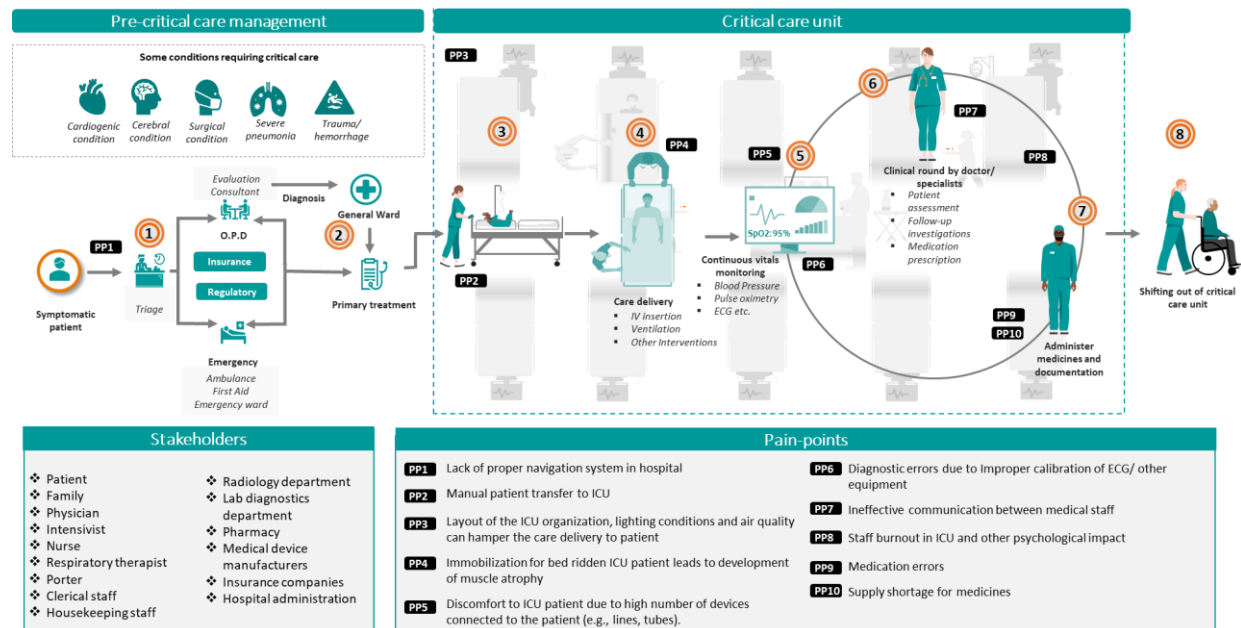 Pre-critical care management
Some conditions requiring critical care
Cardiogenic
condition
Cerebral
condition
Surgical
condition
Severe
pneumonia
Trauma/
hemorrhage
Evaluation
Consultant
Diagnosis
General Ward
O.P.D
1
2
PP1
Insurance
Regulatory
Symptomatic
patient
Triage
Primary treatment
Emergency
Ambulance
First Aid
Emergency ward
Critical care unit
PP3
3
PP2
4
PP4
Care delivery
▪ IV insertion
▪ Ventilation
▪ Other Interventions
5
PP5
SpO2: 95%
PP6
Continuous vitals
monitoring
▪ Blood Pressure
▪ Pulse oximetry
▪ ECG etc.
6
PP7
Clinical round by doctor/
specialists
▪ Patient
assessment
▪ Follow-up
investigations
▪ Medication
prescription
PP8
7
PP9
PP10
Administer
medicines and
documentation
8
Shifting out of critical
care unit
Stakeholders
❖ Patient
❖ Family
❖ Physician
❖ Intensivist
❖ Nurse
❖ Respiratory therapist
❖ Porter
❖ Clerical staff
❖ Housekeeping staff
❖ Radiology department
❖ Lab diagnostics
department
❖ Pharmacy
❖ Medical device
manufacturers
❖ Insurance companies
❖ Hospital administration
Pain-points
PP1 Lack of proper navigation system in hospital
PP2 Manual patient transfer to ICU
PP3 Layout of the ICU organization, lighting conditions and air quality
can hamper the care delivery to patient
PP4 Immobilization for bed ridden ICU patient leads to development
of muscle atrophy
PP5 Discomfort to ICU patient due to high number of devices
connected to the patient (e.g., lines, tubes).
PP6 Diagnostic errors due to Improper calibration of ECG/ other
equipment
PP7 Ineffective communication between medical staff
PP8 Staff burnout in ICU and other psychological impact
PP9 Medication errors
PP10 Supply shortage for medicines